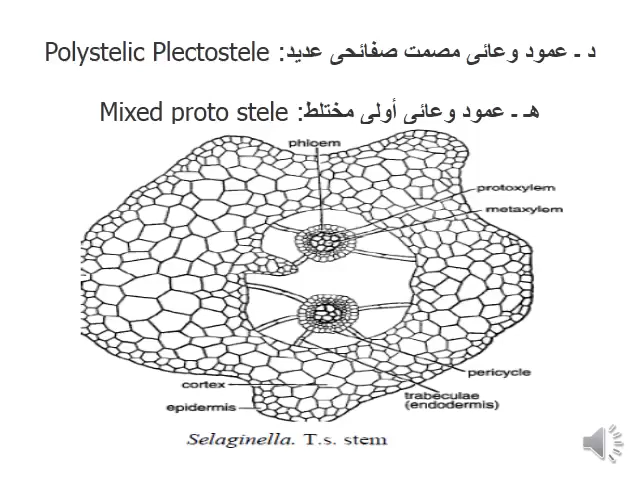 د ـ عمود وعائى مصمت صفائحى عديد: Polystelic Plectostele
هـ ـ عمود وعائى أولى مختلط: Mixed proto stele
phloem
protoxylem
metaxylem
pericycle
cortex
trabeculae
(endodermis)
epidermis
Selaginella. T.s. stem